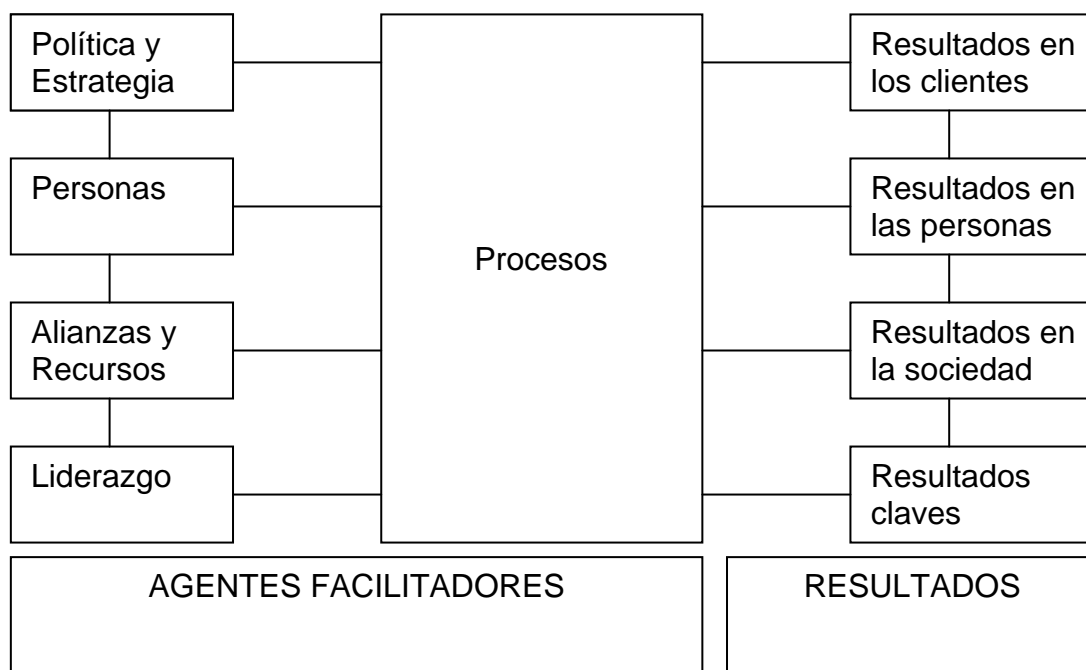 Política y
Estrategia
Personas
Alianzas y
Recursos
Liderazgo
Procesos
Resultados en
los clientes
Resultados en
las personas
Resultados en
la sociedad
Resultados
claves
AGENTES FACILITADORES
RESULTADOS